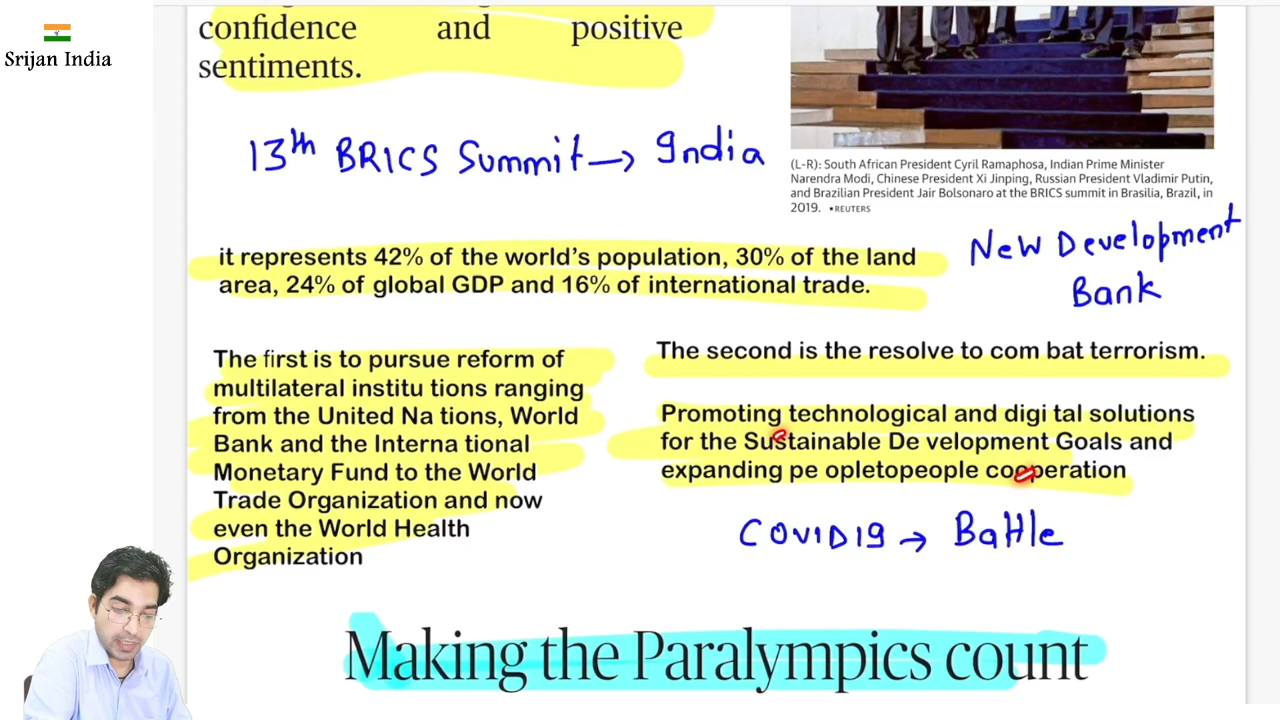 Srijan India
confidence and positive
sentiments.
13th BRICS Summit → India
(L-R): South African President Cyril Ramaphosa, Indian Prime Minister
Narendra Modi, Chinese President Xi Jinping, Russian President Vladimir Putin,
and Brazilian President Jair Bolsonaro at the BRICS summit in Brasilia, Brazil, in
2019. •REUTERS
New Development
Bank
it represents 42% of the world's population, 30% of the land
area, 24% of global GDP and 16% of international trade.
The first is to pursue reform of
multilateral institu tions ranging
from the United Na tions, World
Bank and the Interna tional
Monetary Fund to the World
Trade Organization and now
even the World Health
Organization
The second is the resolve to com bat terrorism.
Promoting technological and digi tal solutions
for the Sustainable De velopment Goals and
expanding pe opletopeople cooperation
COVID19 → Battle
Making the Paralympics count